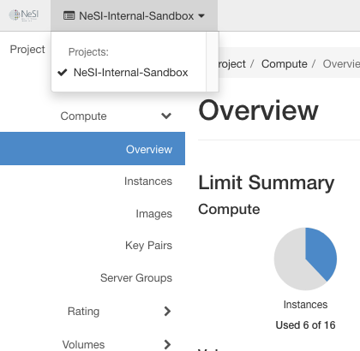 NeSI
NeSI-Internal-Sandbox
Project
Projects:
NeSI-Internal-Sandbox
roject / Compute / Overvie
Compute
Overview
Overview
Instances
Limit Summary
Images
Compute
Key Pairs
Server Groups
Instances
Rating
Used 6 of 16
Volumes